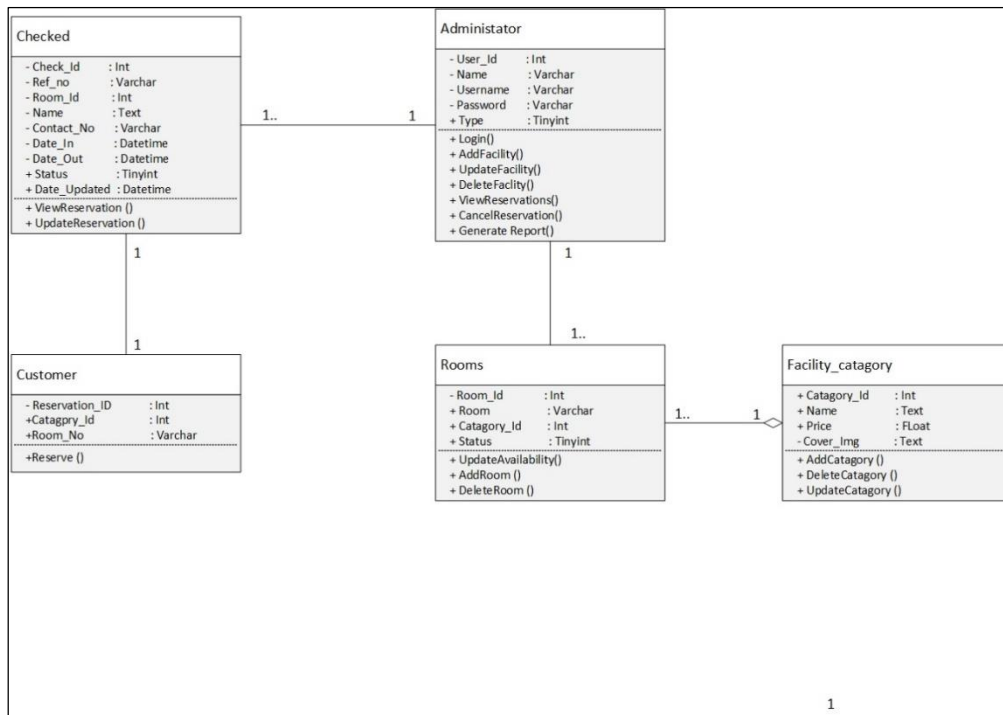 Checked
- Check_Id : Int
- Ref_no : Varchar
- Room_Id : Int
- Name : Text
- Contact_No : Varchar
- Date_In : Datetime
- Date_Out : Datetime
+ Status : Tinyint
+ Date_Updated : Datetime
+ ViewReservation ()
+ UpdateReservation ()
1..
1
Administator
- User_Id : Int
- Name : Varchar
- Username : Varchar
- Password : Varchar
+ Type : Tinyint
+ Login()
+ AddFacility()
+ UpdateFacility()
+ DeleteFaclity()
+ ViewReservations()
+ CancelReservation()
+ Generate Report()
1
1
1
1..
Customer
- Reservation_ID : Int
+Catagpry_Id : Int
+Room_No : Varchar
+Reserve ()
Rooms
- Room_Id : Int
+ Room : Varchar
+ Catagory_Id : Int
+ Status : Tinyint
+ UpdateAvailability()
+ AddRoom ()
+ DeleteRoom ()
1..
1
Facility_catagory
+ Catagory_Id : Int
+ Name : Text
+ Price : FLoat
- Cover_Img : Text
+ AddCatagory ()
+ DeleteCatagory ()
+ UpdateCatagory ()
1